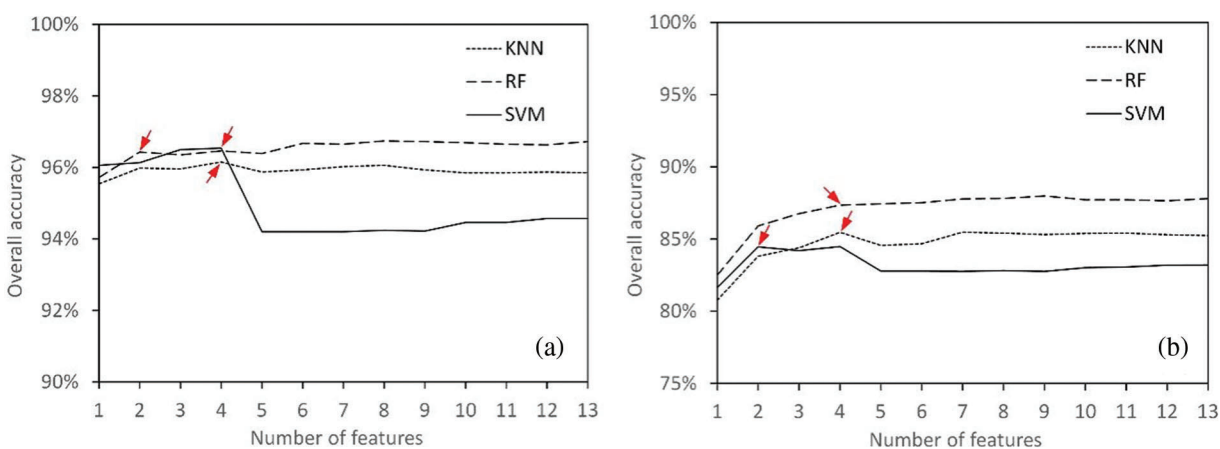 100%
98%
96%
94%
92%
90%
Overall accuracy
KNN
RF
SVM
(a)
1 2 3 4 5 6 7 8 9 10 11 12 13
Number of features
100%
95%
90%
85%
80%
75%
Overall accuracy
KNN
RF
SVM
(b)
1 2 3 4 5 6 7 8 9 10 11 12 13
Number of features